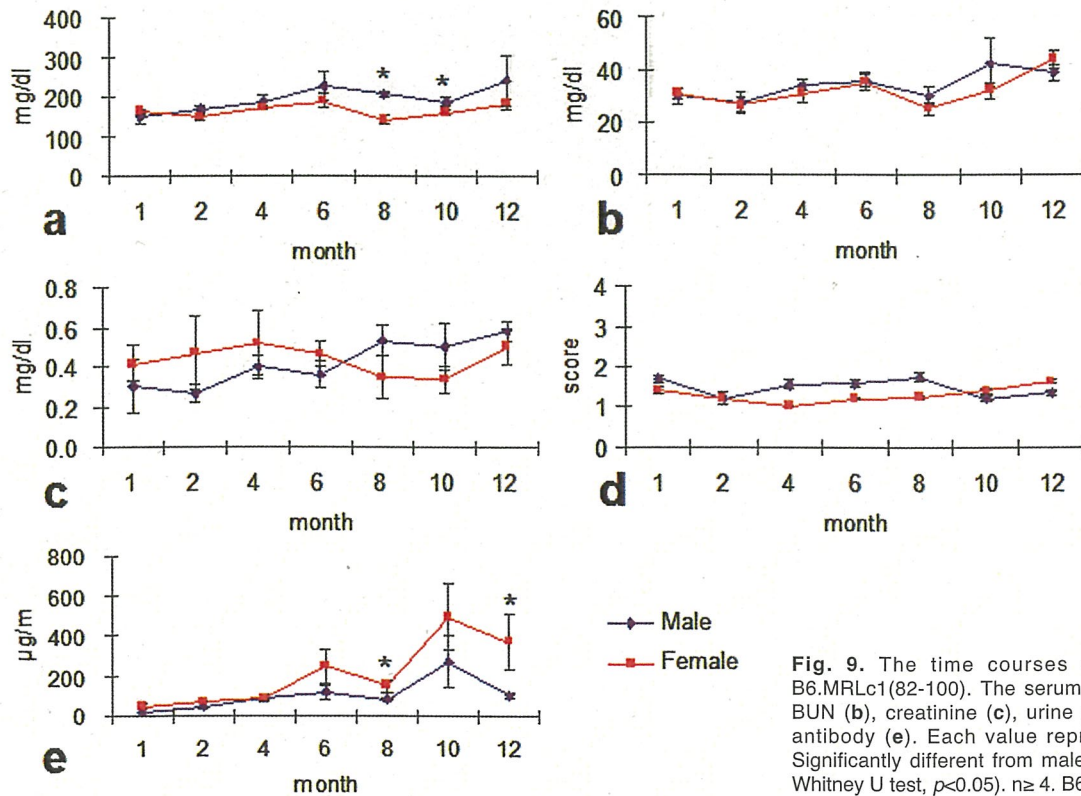 400
300
200
100
0
mg/dl
* *
1 2 4 6 8 10 12
month
a
60
40
20
0
mg/dl
1 2 4 6 8 10 12
month
b
0.8
0.6
0.4
0.2
0.0
mg/dl
1 2 4 6 8 10 12
month
c
4
3
2
1
0
score
1 2 4 6 8 10 12
month
d
800
600
400
200
0
µg/m
* *
1 2 4 6 8 10 12
month
e
Male
Female
Fig. 9. The time courses
B6.MRLc1(82-100). The serum
BUN (b), creatinine (c), urine
antibody (e). Each value repr
Significantly different from male
Whitney U test, p<0.05). n≥ 4. B6